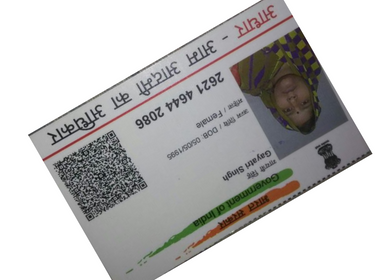 भारत सरकार
Government of India
गायत्री सिंह
Gayatri Singh
जन्म तिथि / DOB: 05/05/1995
महिला / Female
2621 4644 2086
आधार - आम आदमी का अधिकार